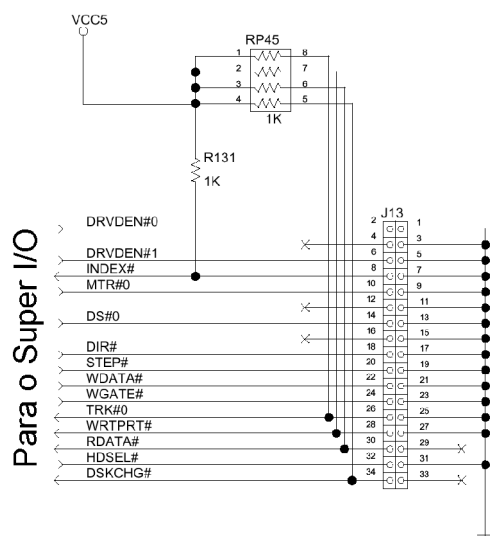 VCC5
RP45
1 8
2 7
3 6
4 5
1K
R131
1K
J13
Para o Super I/O
DRVDEN#0 2 1
4 3
DRVDEN#1 6 5
INDEX# 8 7
MTR#0 10 9
12 11
DS#0 14 13
16 15
DIR# 18 17
STEP# 20 19
WDATA# 22 21
WGATE# 24 23
TRK#0 26 25
WRTPRT# 28 27
RDATA# 30 29
HDSEL# 32 31
DSKCHG# 34 33